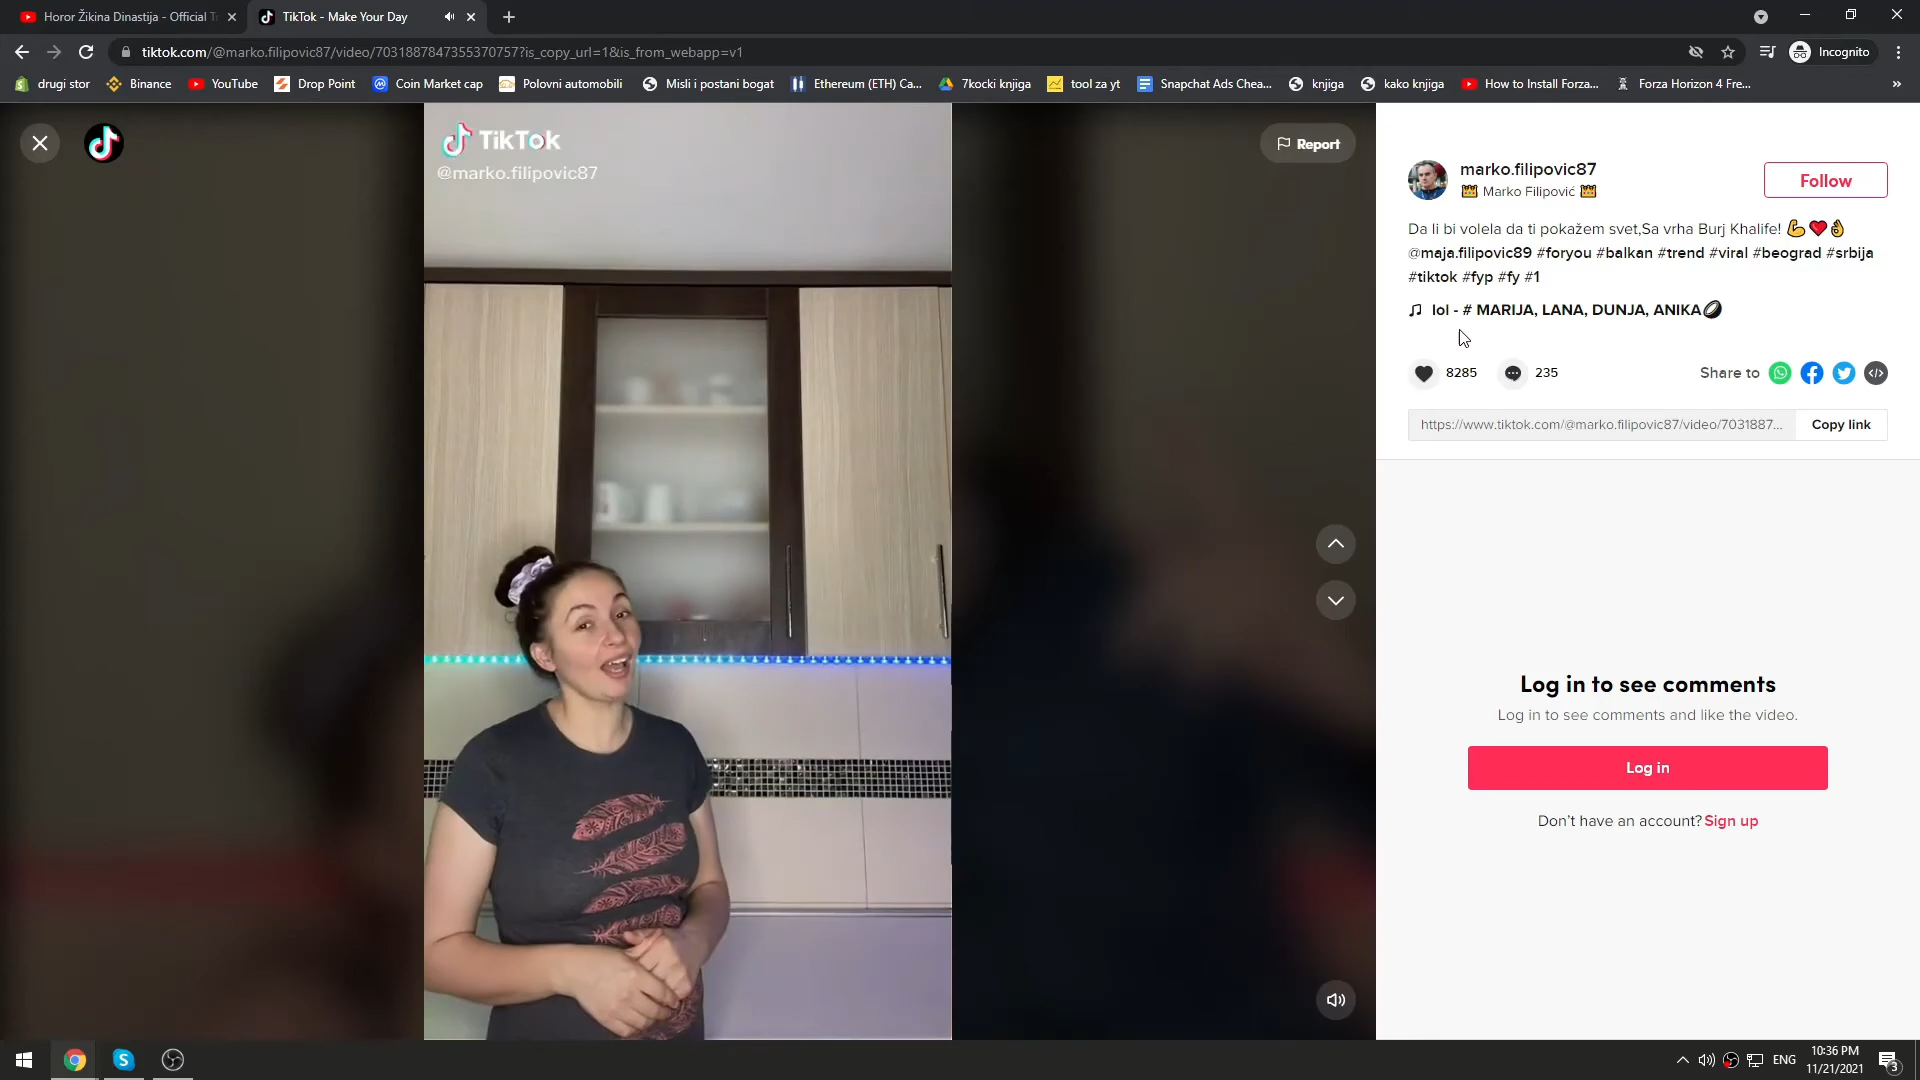 Horor Žikina Dinastija - Official Tr
TikTok - Make Your Day
tiktok.com/@marko.filipovic87/video/7031887847355370757?is_copy_url=1&is_from_webapp=v1
Incognito
drugi stor
Binance
YouTube
Drop Point
Coin Market cap
Polovni automobili
Misli i postani bogat
Ethereum (ETH) Ca...
7kocki knjiga
tool za yt
Snapchat Ads Chea...
knjiga
kako knjiga
How to Install Forza...
Forza Horizon 4 Fre...
»
TikTok
@marko.filipovic87
Report
marko.filipovic87
👑 Marko Filipović 👑
Follow
Da li bi volela da ti pokažem svet,Sa vrha Burj Khalife! 💪❤️👌
@maja.filipovic89 #foryou #balkan #trend #viral #beograd #srbija
#tiktok #fyp #fy #1
lol - # MARIJA, LANA, DUNJA, ANIKA🏉
8285
235
Share to
https://www.tiktok.com/@marko.filipovic87/video/7031887...
Copy link
Log in to see comments
Log in to see comments and like the video.
Log in
Don't have an account? Sign up
ENG
10:36 PM
11/21/2021
3